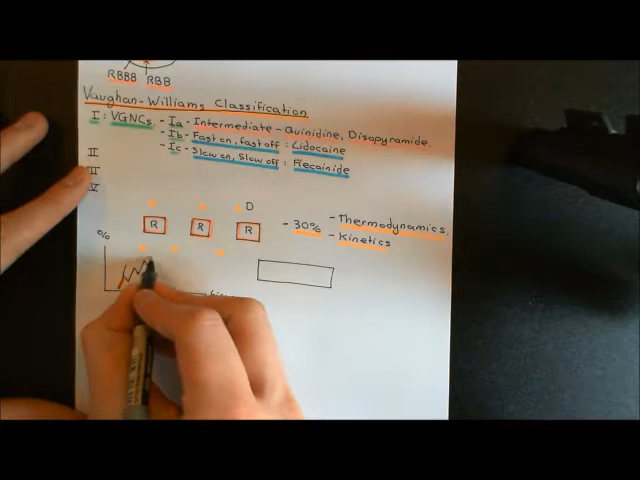 RBBB RBB
Vaughan-Williams Classification
I: VGNCs - Ia - Intermediate - Quinidine, Disopyramide
- Ib - Fast on, fast off : Lidocaine
- Ic - Slow on, Slow off : Flecainide
II
III
IV
D
R R R - 30% - Thermodynamics
- Kinetics
%